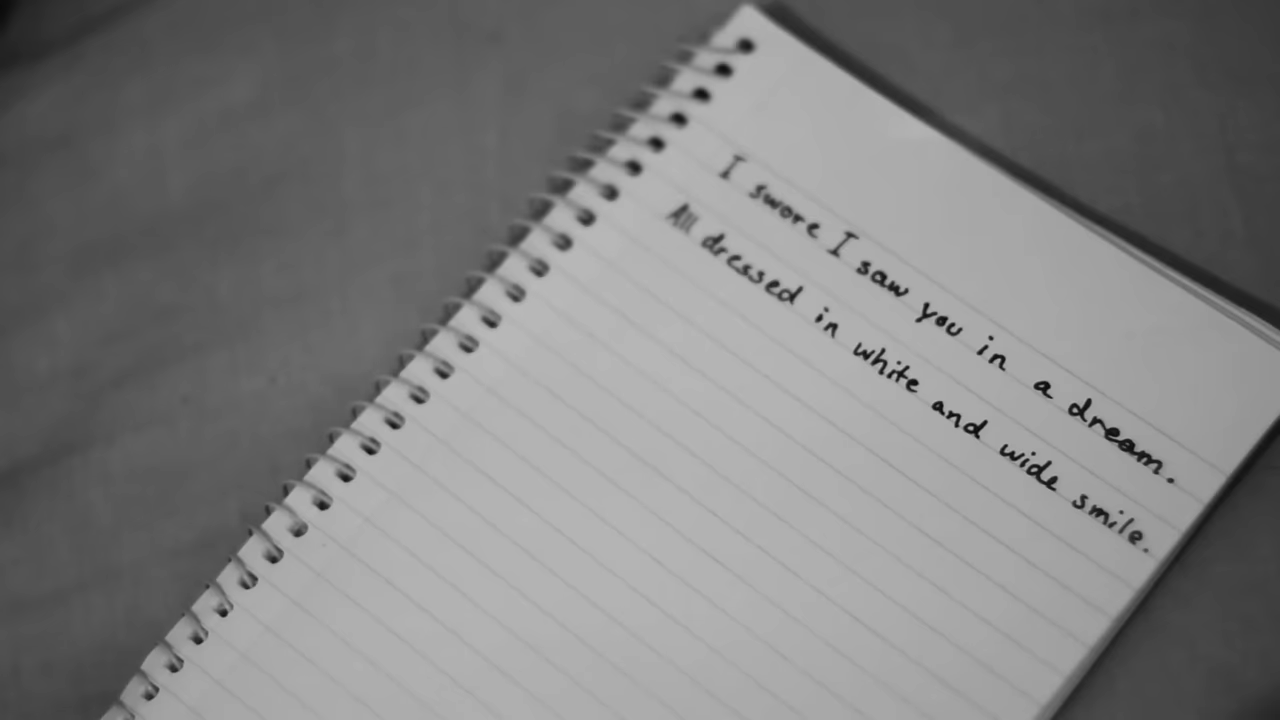 I swore I saw you in a dream.
All dressed in white and wide smile.